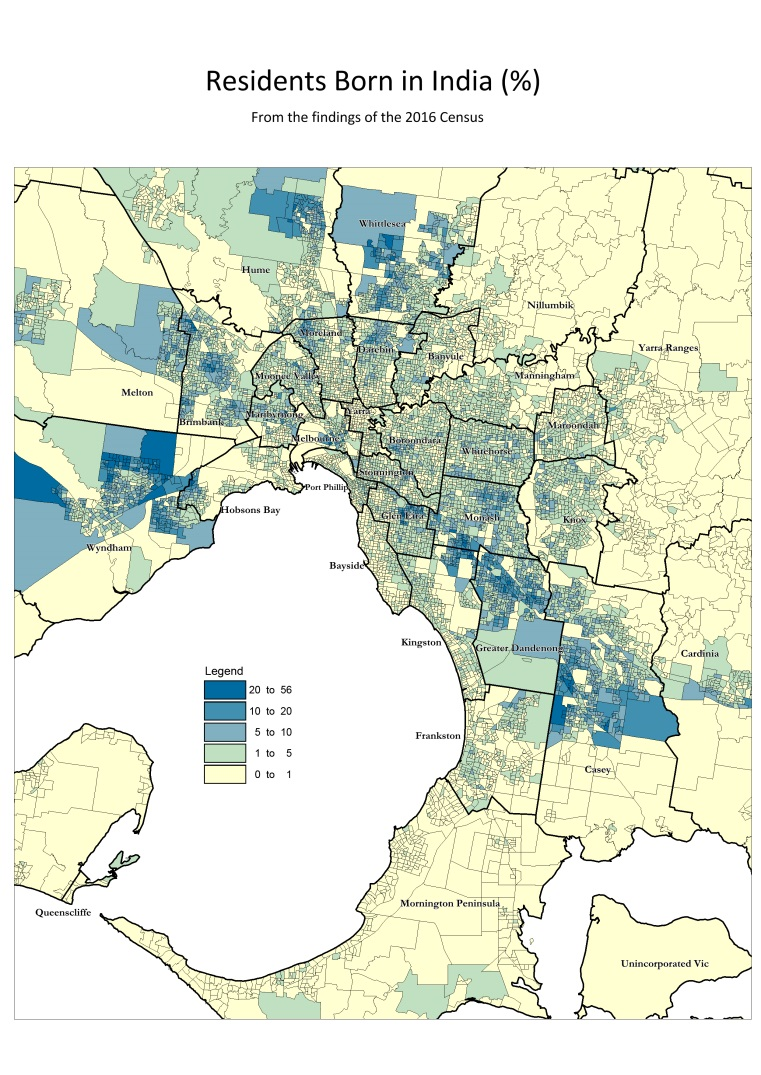 Residents Born in India (%)
From the findings of the 2016 Census
Whittlesea
Hume
Nillumbik
Moreland
Yarra Ranges
Darebin
Banyule
Moonee Valley
Manningham
Melton
Maribyrnong
Yarra
Brimbank
Maroondah
Melbourne
Boroondara
Whitehorse
Stonnington
Port Phillip
Hobsons Bay
Glen Eira
Monash
Knox
Wyndham
Bayside
Kingston
Greater Dandenong
Cardinia
Legend
20 to 56
10 to 20
5 to 10
1 to 5
0 to 1
Frankston
Casey
Mornington Peninsula
Queenscliffe
Unincorporated Vic